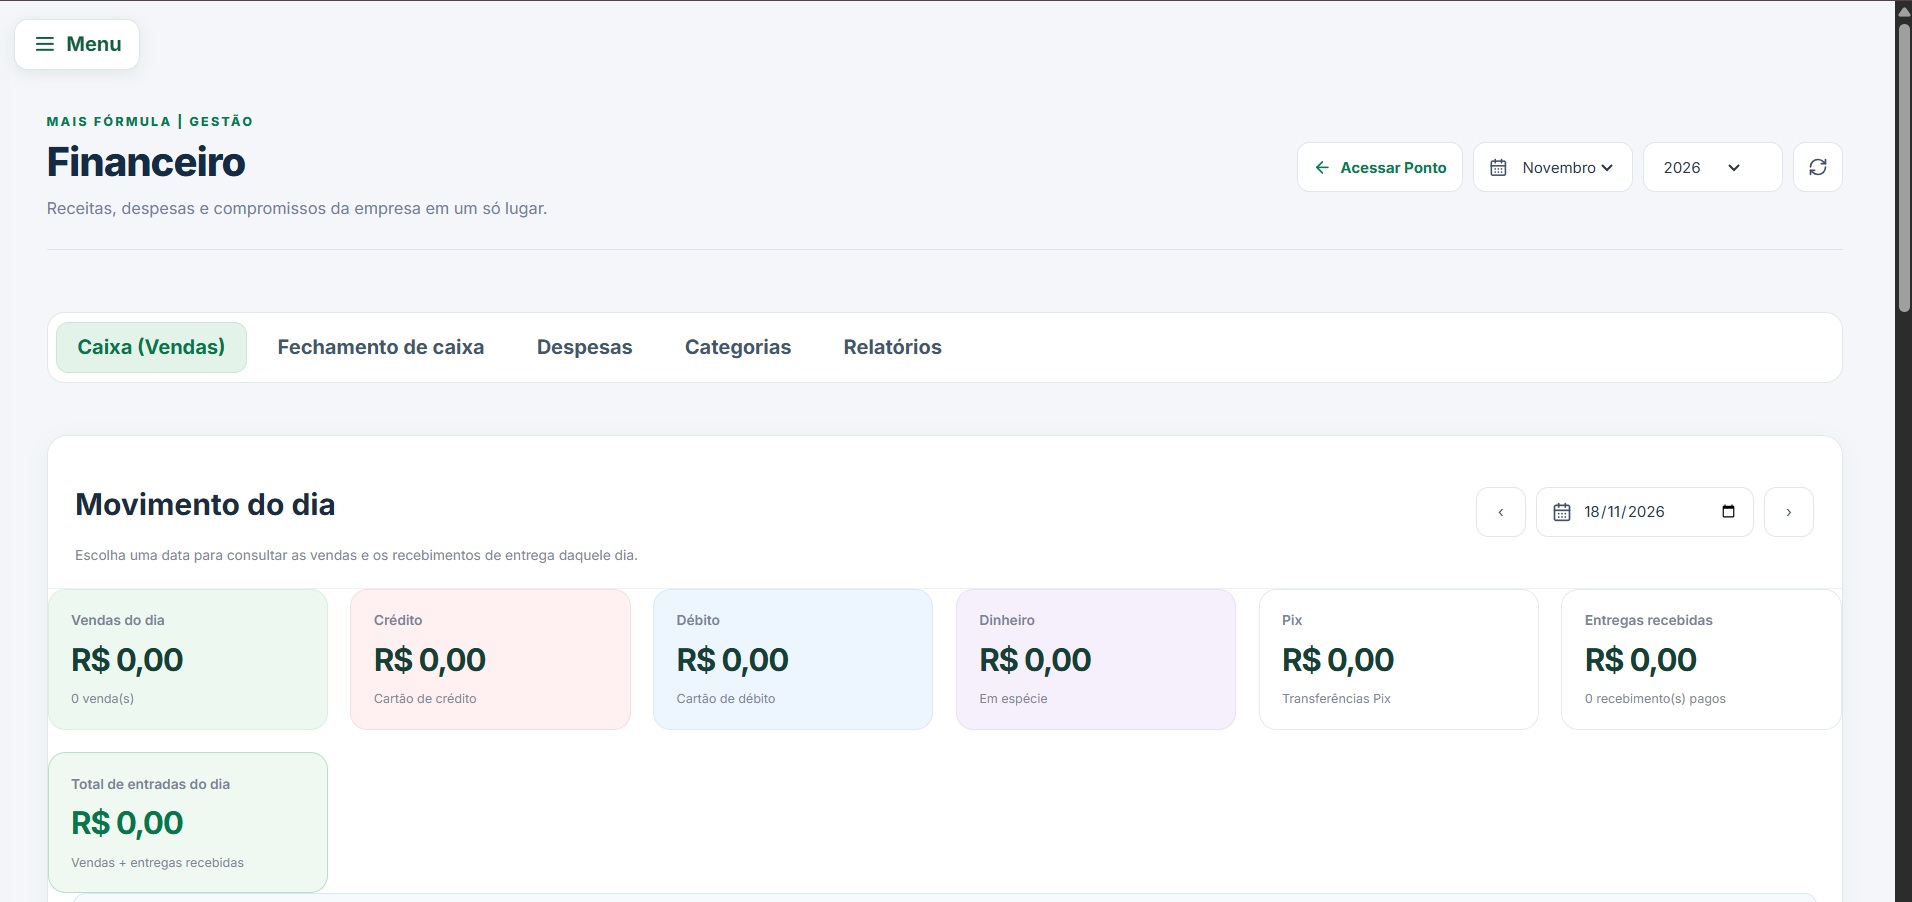 Menu
MAIS FÓRMULA | GESTÃO
Financeiro
Receitas, despesas e compromissos da empresa em um só lugar.
Acessar Ponto
Novembro
2026
Caixa (Vendas)
Fechamento de caixa
Despesas
Categorias
Relatórios
Movimento do dia
Escolha uma data para consultar as vendas e os recebimentos de entrega daquele dia.
‹
18/11/2026
›
Vendas do dia
R$ 0,00
0 venda(s)
Crédito
R$ 0,00
Cartão de crédito
Débito
R$ 0,00
Cartão de débito
Dinheiro
R$ 0,00
Em espécie
Pix
R$ 0,00
Transferências Pix
Entregas recebidas
R$ 0,00
0 recebimento(s) pagos
Total de entradas do dia
R$ 0,00
Vendas + entregas recebidas